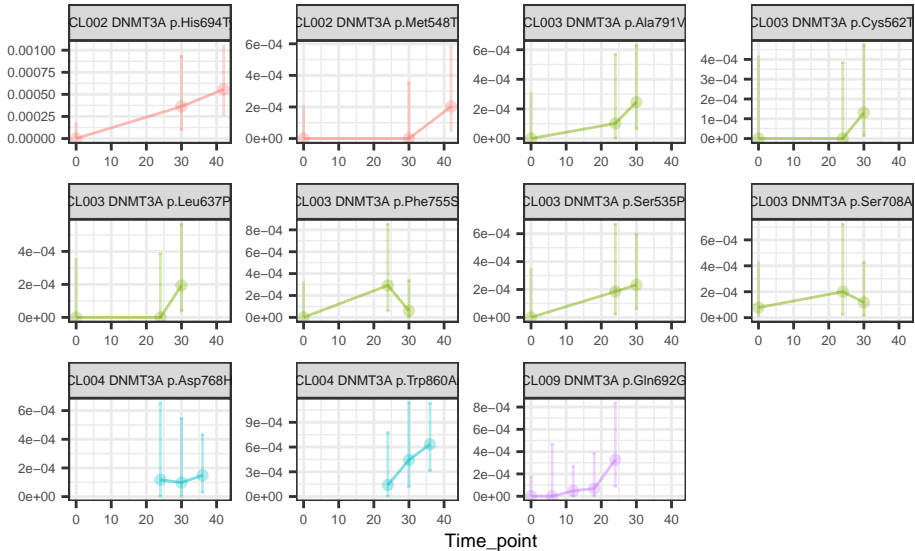 CL002 DNMT3A p.His694T
CL002 DNMT3A p.Met548T
CL003 DNMT3A p.Ala791V
CL003 DNMT3A p.Cys562T
0.00100
0.00075
0.00050
0.00025
0.00000
0 10 20 30 40
6e−04
4e−04
2e−04
0e+00
0 10 20 30 40
6e−04
4e−04
2e−04
0e+00
0 10 20 30 40
4e−04
3e−04
2e−04
1e−04
0e+00
0 10 20 30 40
CL003 DNMT3A p.Leu637P
CL003 DNMT3A p.Phe755S
CL003 DNMT3A p.Ser535P
CL003 DNMT3A p.Ser708A
4e−04
2e−04
0e+00
0 10 20 30 40
8e−04
6e−04
4e−04
2e−04
0e+00
0 10 20 30 40
6e−04
4e−04
2e−04
0e+00
0 10 20 30 40
6e−04
4e−04
2e−04
0e+00
0 10 20 30 40
CL004 DNMT3A p.Asp768H
CL004 DNMT3A p.Trp860A
CL009 DNMT3A p.Gln692G
6e−04
4e−04
2e−04
0e+00
0 10 20 30 40
9e−04
6e−04
3e−04
0e+00
0 10 20 30 40
8e−04
6e−04
4e−04
2e−04
0e+00
0 10 20 30 40
Time_point